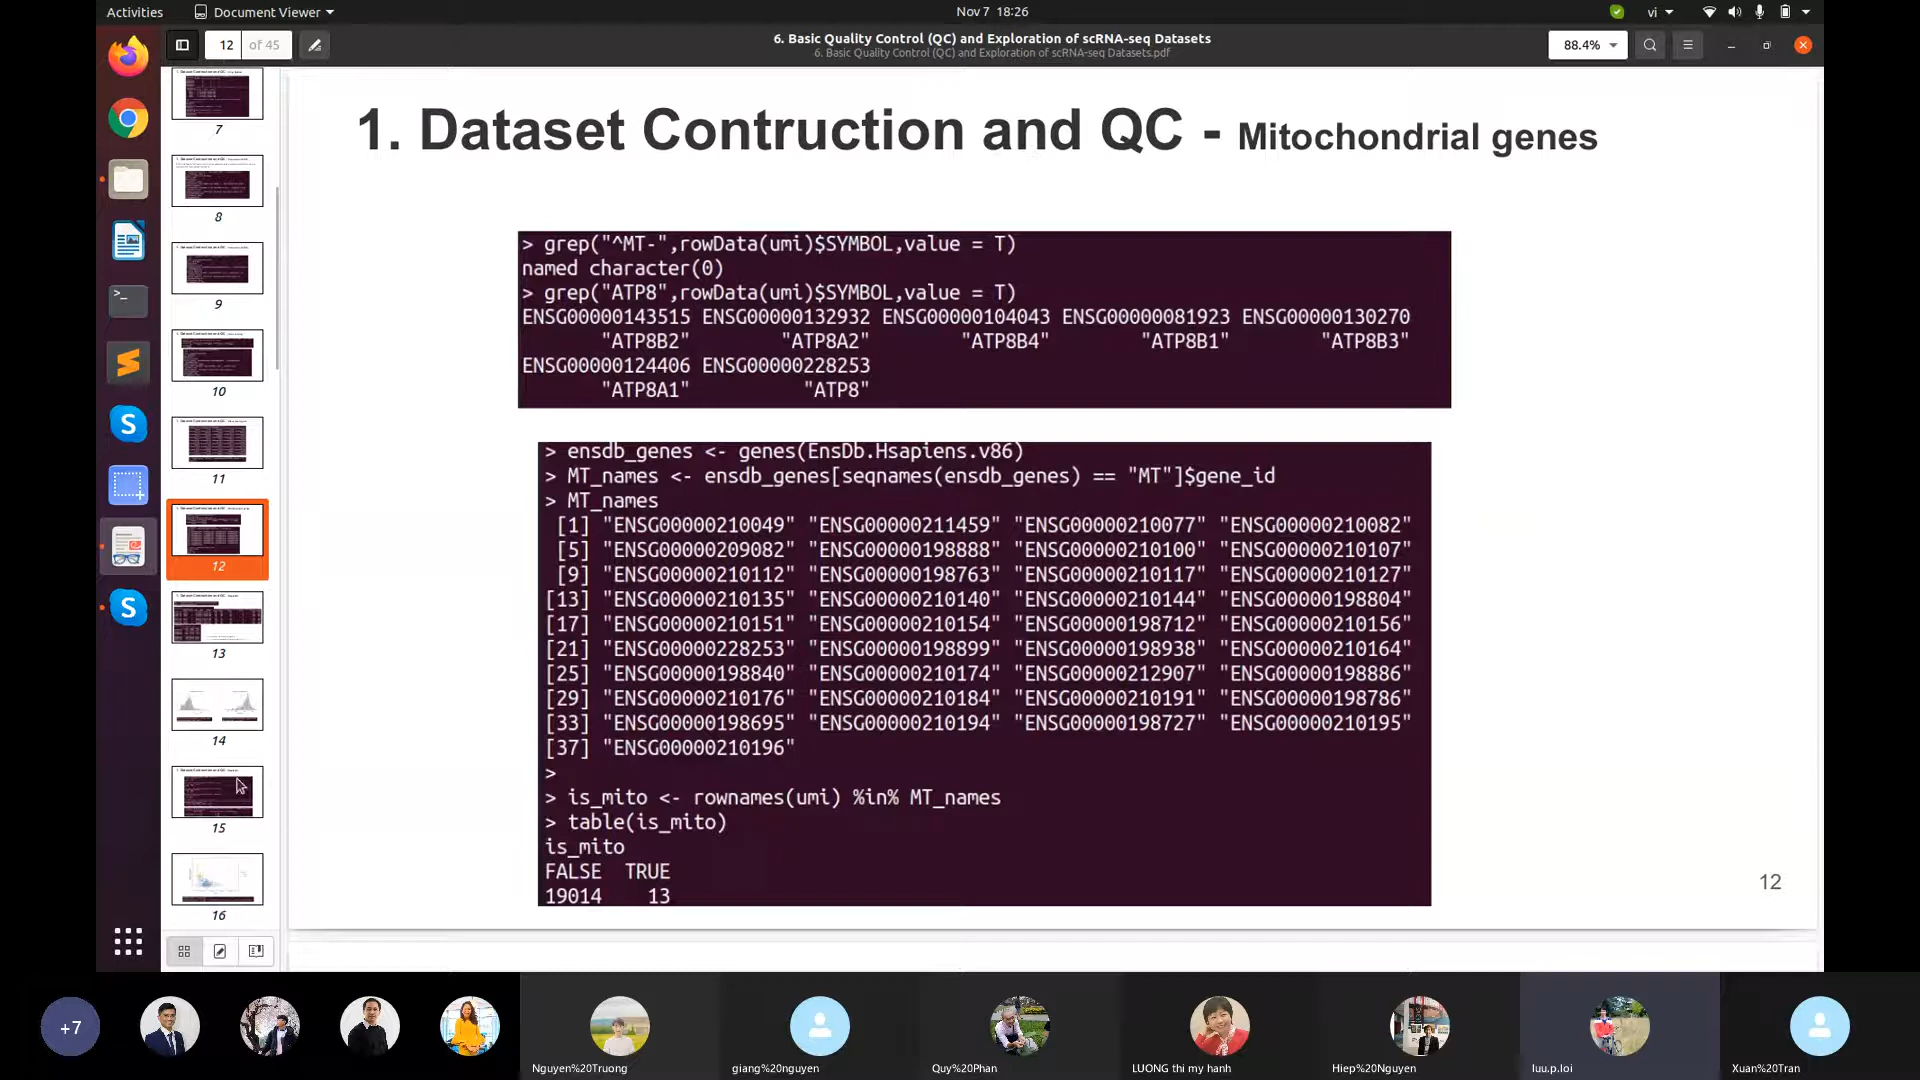 Activities
Document Viewer
Nov 7 18:26
vi
12
of 45
6. Basic Quality Control (QC) and Exploration of scRNA-seq Datasets
6. Basic Quality Control (QC) and Exploration of scRNA-seq Datasets.pdf
88.4%
1. Dataset Contruction and QC - Mitochondrial genes
> grep("^MT-",rowData(umi)$SYMBOL,value = T)
named character(0)
> grep("ATP8",rowData(umi)$SYMBOL,value = T)
ENSG00000143515 ENSG00000132932 ENSG00000104043 ENSG00000081923 ENSG00000130270
"ATP8B2" "ATP8A2" "ATP8B4" "ATP8B1" "ATP8B3"
ENSG00000124406 ENSG00000228253
"ATP8A1" "ATP8"
> ensdb_genes <- genes(EnsDb.Hsapiens.v86)
> MT_names <- ensdb_genes[seqnames(ensdb_genes) == "MT"]$gene_id
> MT_names
[1] "ENSG00000210049" "ENSG00000211459" "ENSG00000210077" "ENSG00000210082"
[5] "ENSG00000209082" "ENSG00000198888" "ENSG00000210100" "ENSG00000210107"
[9] "ENSG00000210112" "ENSG00000198763" "ENSG00000210117" "ENSG00000210127"
[13] "ENSG00000210135" "ENSG00000210140" "ENSG00000210144" "ENSG00000198804"
[17] "ENSG00000210151" "ENSG00000210154" "ENSG00000198712" "ENSG00000210156"
[21] "ENSG00000228253" "ENSG00000198899" "ENSG00000198938" "ENSG00000210164"
[25] "ENSG00000198840" "ENSG00000210174" "ENSG00000212907" "ENSG00000198886"
[29] "ENSG00000210176" "ENSG00000210184" "ENSG00000210191" "ENSG00000198786"
[33] "ENSG00000198695" "ENSG00000210194" "ENSG00000198727" "ENSG00000210195"
[37] "ENSG00000210196"
>
> is_mito <- rownames(umi) %in% MT_names
> table(is_mito)
is_mito
FALSE TRUE
19014 13
12
7
8
9
10
11
12
13
14
15
16
+7
Nguyen%20Truong
giang%20nguyen
Quy%20Phan
LUONG thi my hanh
Hiep%20Nguyen
luu.p.loi
Xuan%20Tran